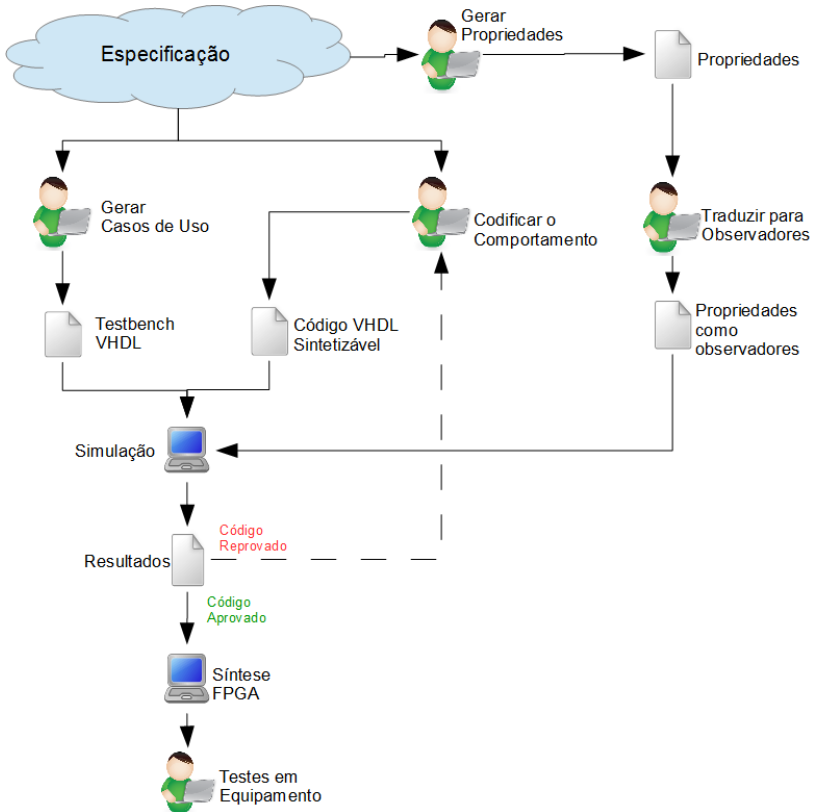 Especificação
Gerar
Propriedades
Propriedades
Gerar
Casos de Uso
Codificar o
Comportamento
Traduzir para
Observadores
Testbench
VHDL
Código VHDL
Sintetizável
Propriedades
como
observadores
Simulação
Código
Reprovado
Resultados
Código
Aprovado
Síntese
FPGA
Testes em
Equipamento